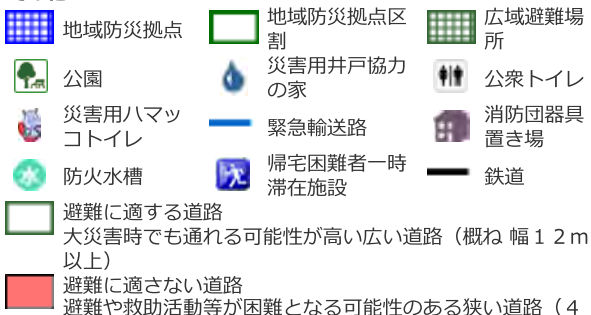 地域防災拠点
地域防災拠点区
割
広域避難場
所
公園
災害用井戸協力
の家
公衆トイレ
災害用ハマッ
コトイレ
緊急輸送路
消防団器具
置き場
水
防火水槽
帰宅困難者一時
滞在施設
鉄道
避難に適する道路
大災害時でも通れる可能性が高い広い道路（概ね 幅１２ｍ
以上）
避難に適さない道路
避難や救助活動等が困難となる可能性のある狭い道路（４